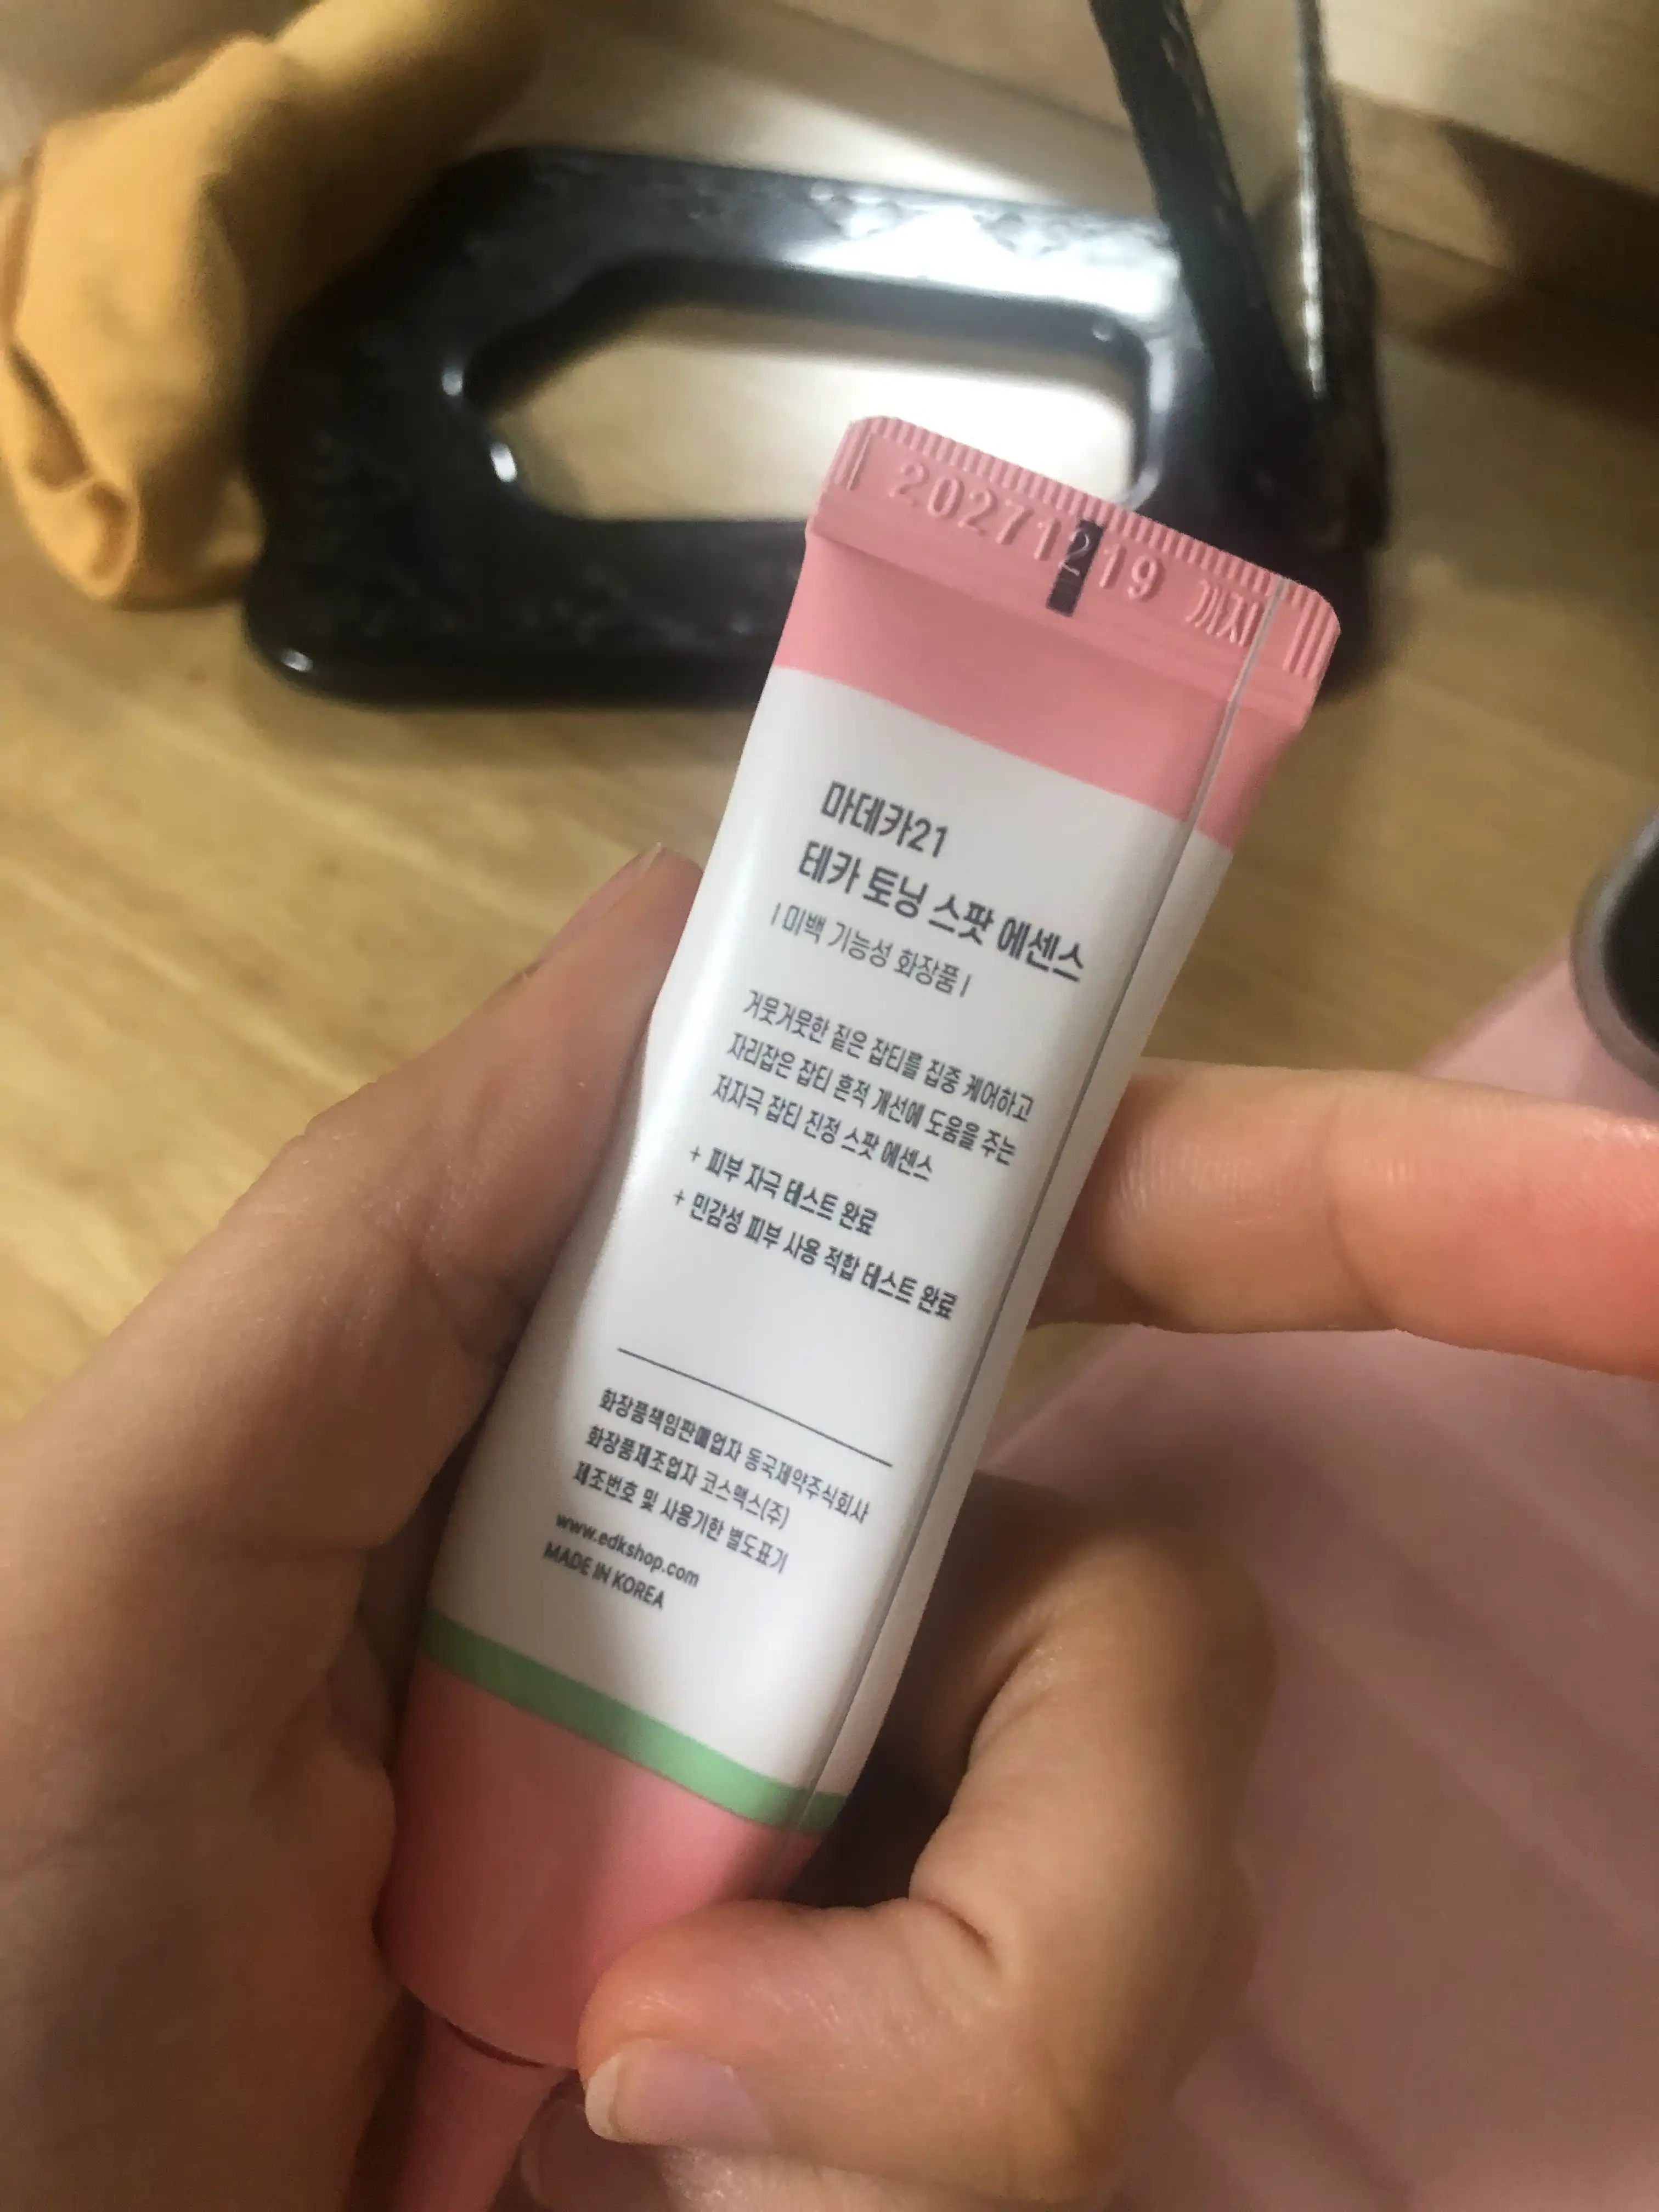 20271219 까지
마데카21
테카 토닝 스팟 에센스
| 미백 기능성 화장품 |
거뭇거뭇한 짙은 잡티를 집중 케어하고
자리잡은 잡티 흔적 개선에 도움을 주는
저자극 잡티 진정 스팟 에센스
+ 피부 자극 테스트 완료
+ 민감성 피부 사용 적합 테스트 완료
화장품책임판매업자 동국제약주식회사
화장품제조업자 코스맥스(주)
제조번호 및 사용기한 별도표기
www.edkshop.com
MADE IN KOREA